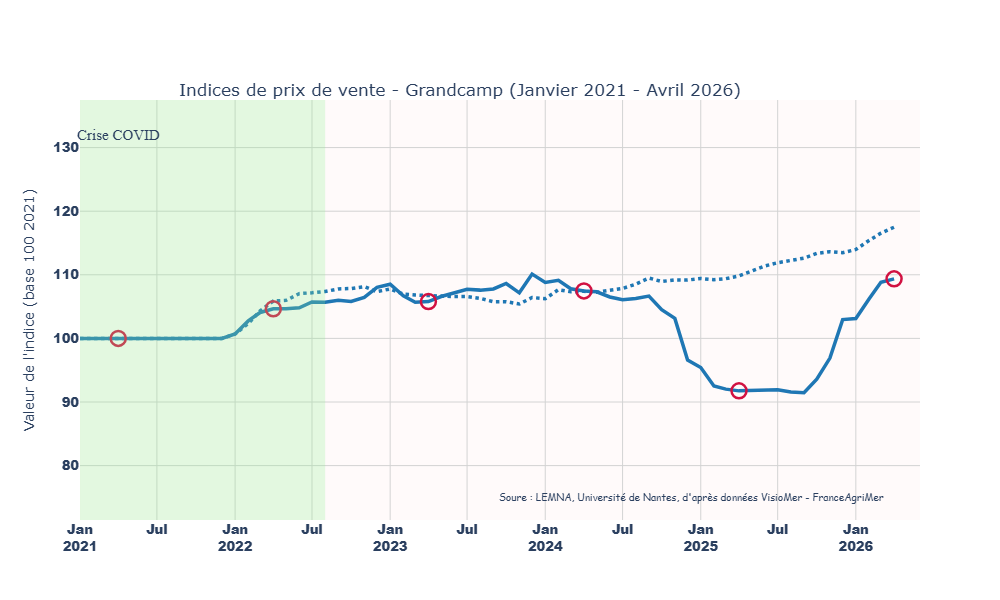 Indices de prix de vente - Grandcamp (Janvier 2021 - Avril 2026)
Crise COVID
Valeur de l'indice (base 100 2021)
130
120
110
100
90
80
Soure : LEMNA, Université de Nantes, d'après données VisioMer - FranceAgriMer
Jan Jul Jan Jul Jan Jul Jan Jul Jan Jul Jan
2021 2022 2023 2024 2025 2026